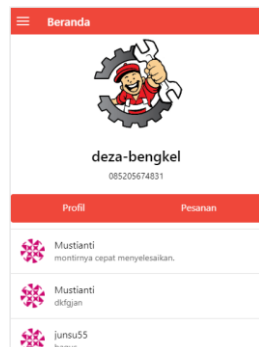 Beranda
deza-bengkel
085205674831
Profil Pesanan
Mustianti
montirnya cepat menyelesaikan.
Mustianti
dkfgjan
junsu55